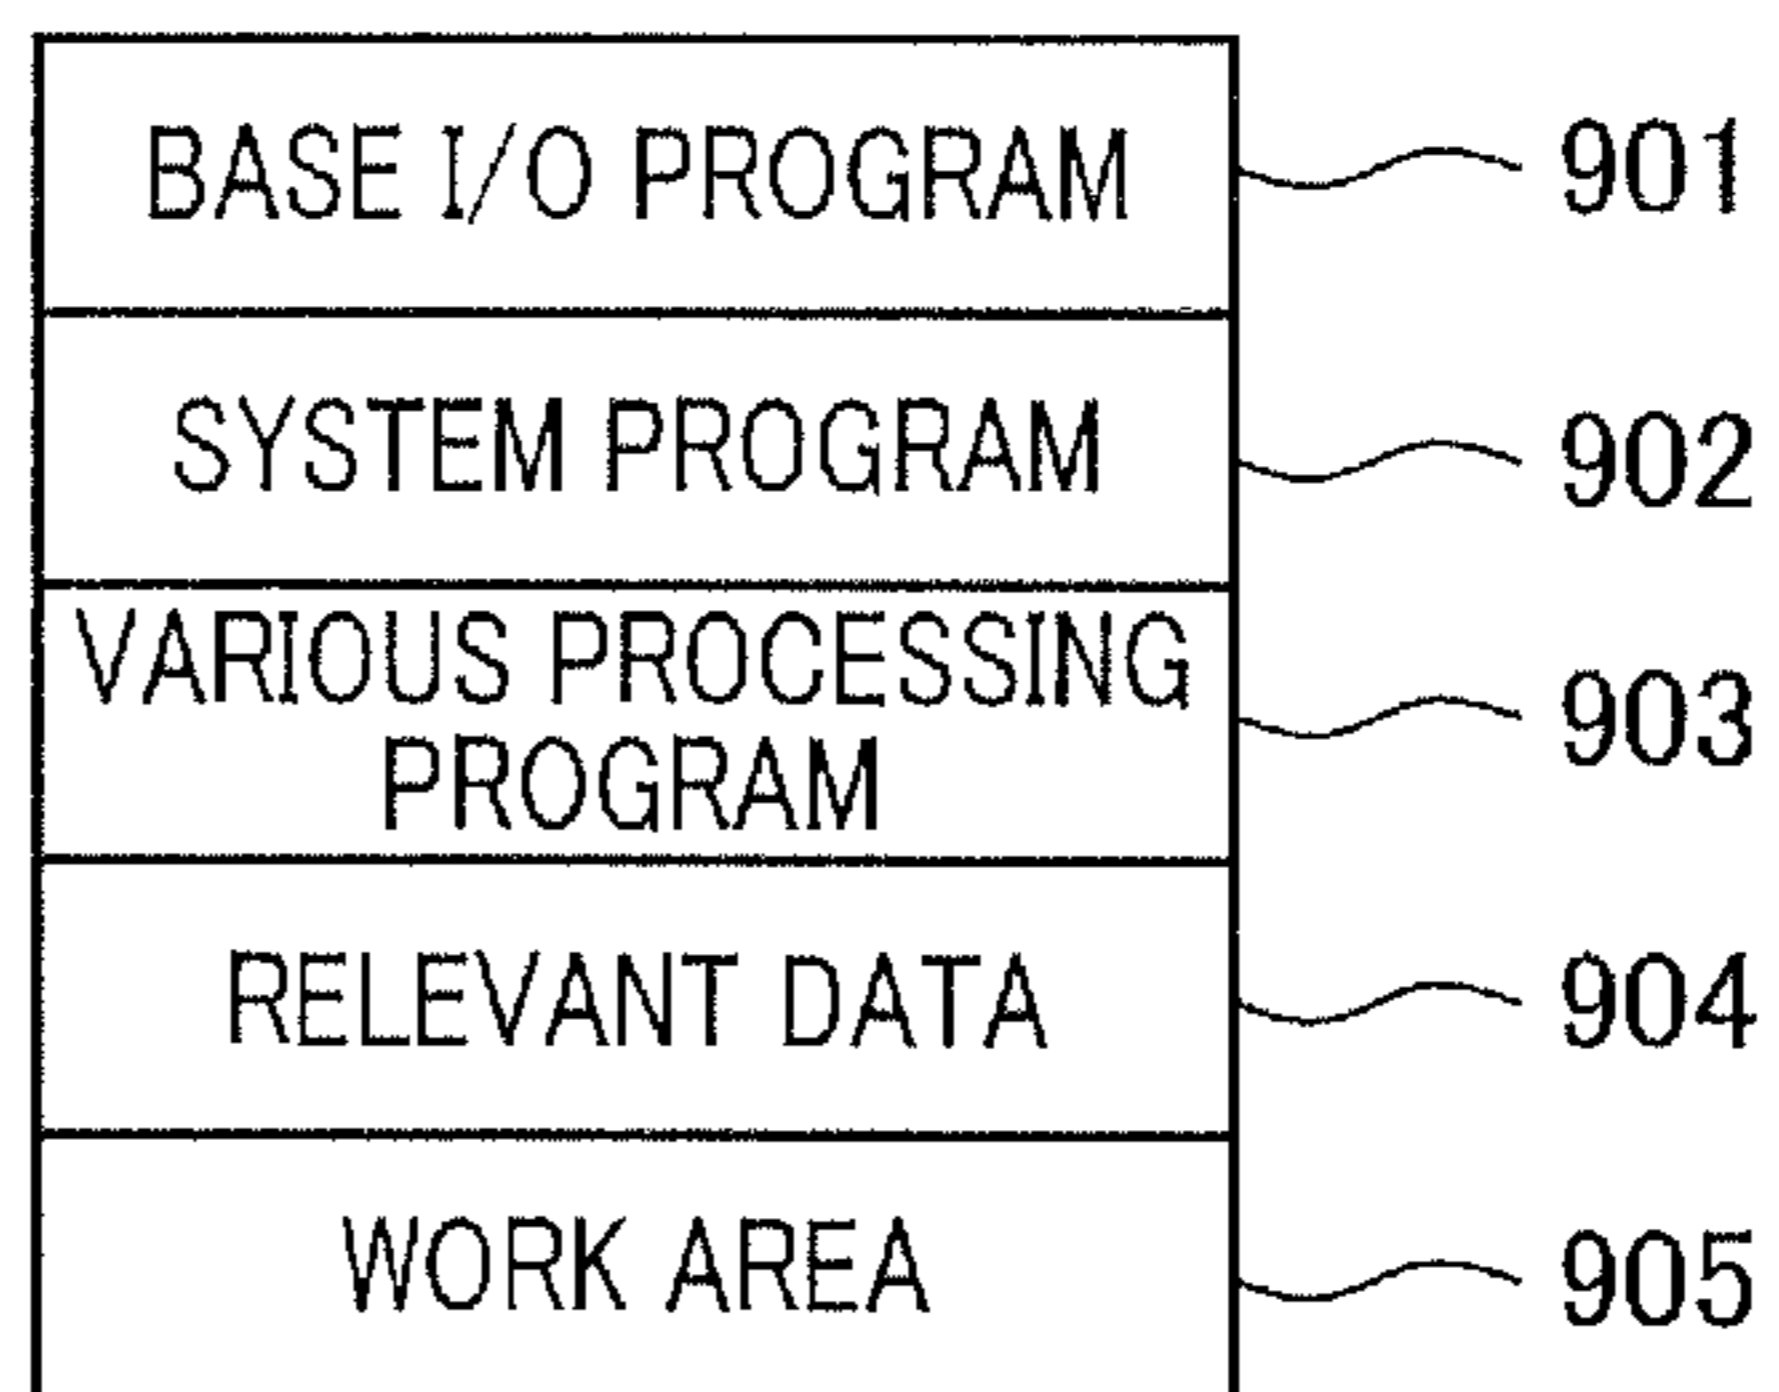 BASE I/O PROGRAM 901
SYSTEM PROGRAM 902
VARIOUS PROCESSING
PROGRAM 903
RELEVANT DATA 904
WORK AREA 905